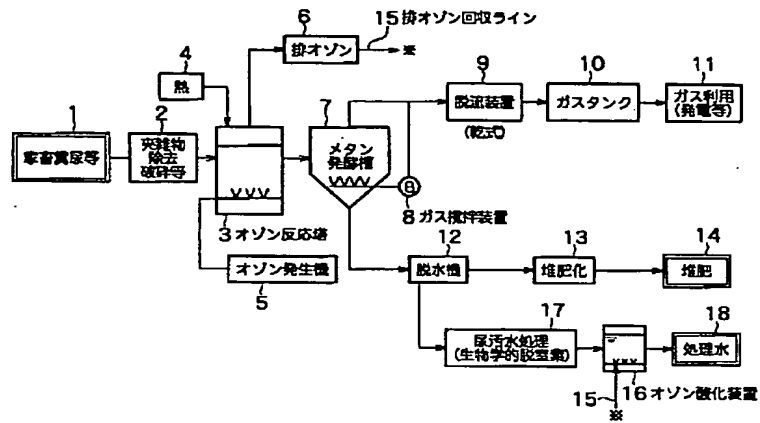 6
15 排オゾン回収ライン
排オゾン
※
4
熱
1
家畜糞尿等
2
夾雑物
除去
破砕等
7
メタン
発酵槽
9
脱硫装置
(乾式)
10
ガスタンク
11
ガス利用
(発電等)
B
8 ガス撹拌装置
3 オゾン反応塔
オゾン発生機
5
12
脱水機
13
堆肥化
14
堆肥
17
尿汚水処理
(生物学的脱窒素)
18
処理水
15
16 オゾン酸化装置
※